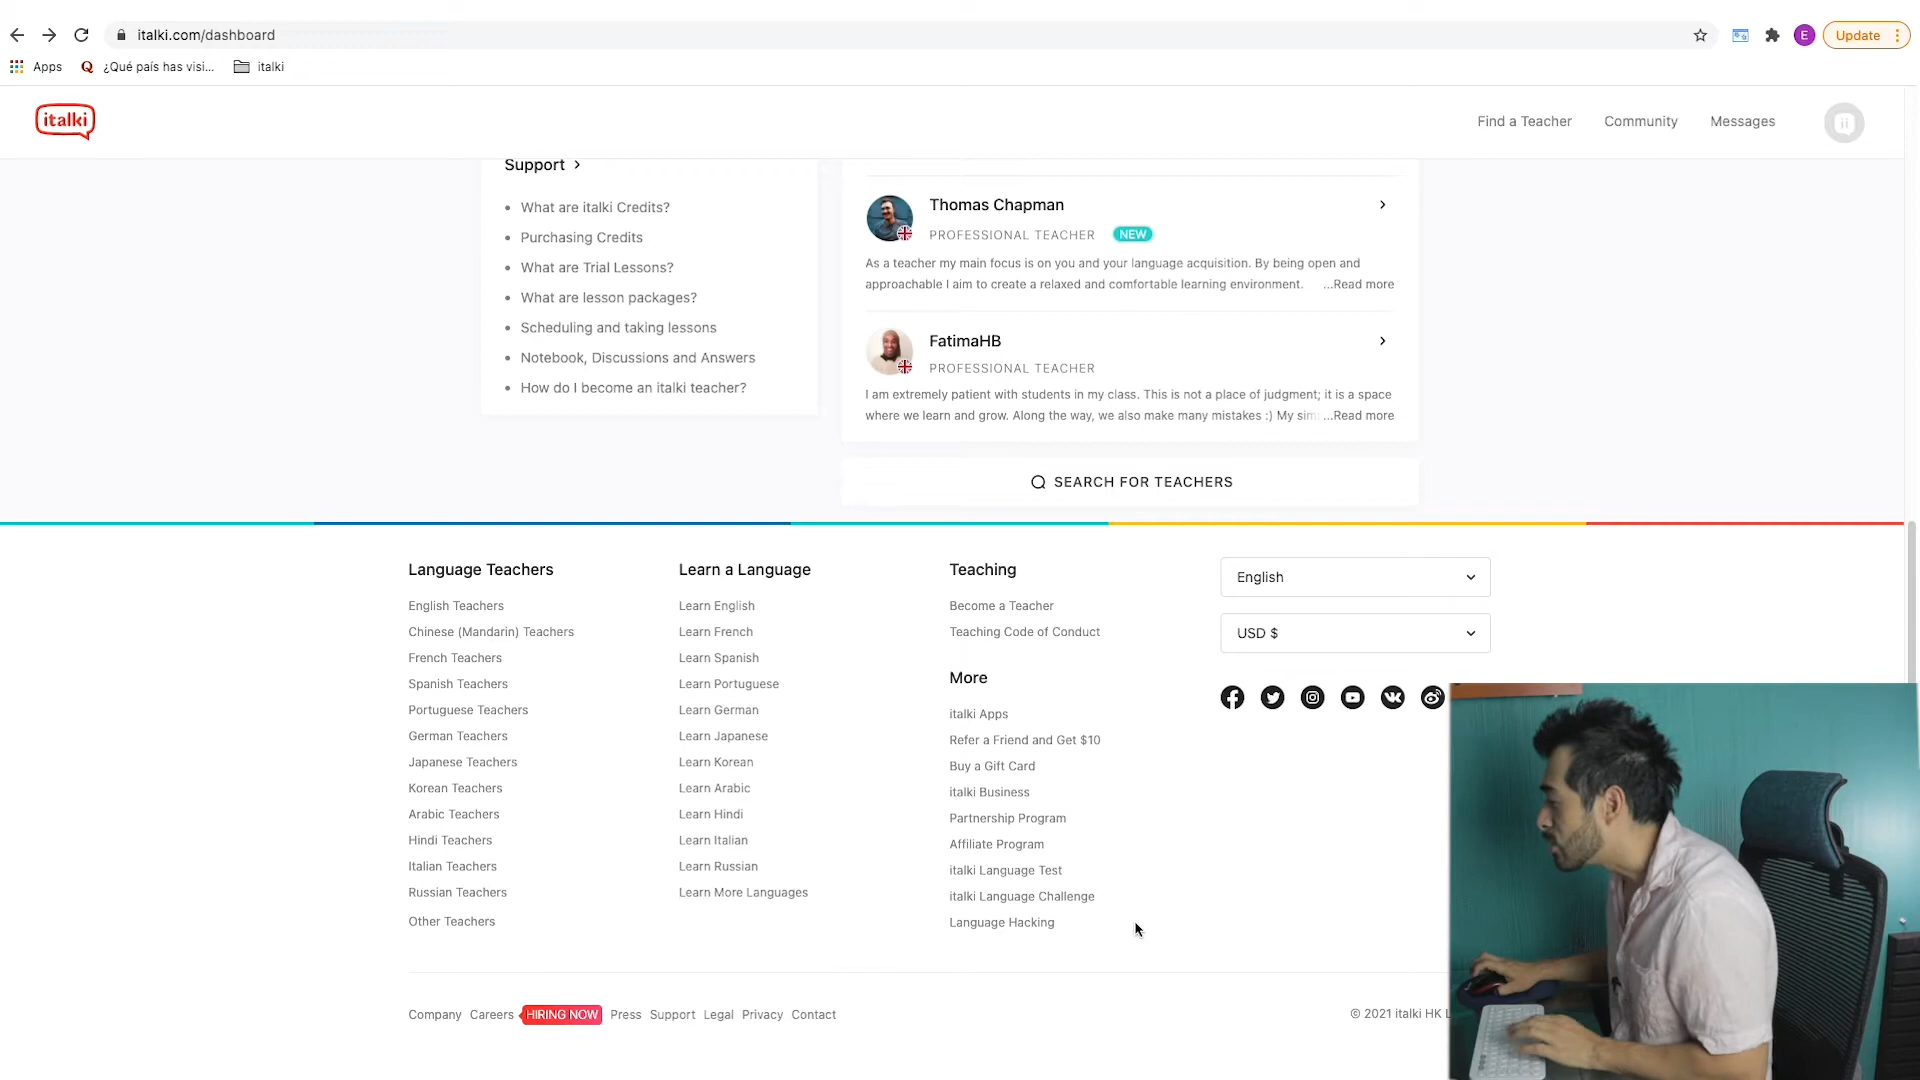 italki.com/dashboard
E
Update
Apps
¿Qué país has visi...
italki
italki
Find a Teacher
Community
Messages
Support
What are italki Credits?
Purchasing Credits
What are Trial Lessons?
What are lesson packages?
Scheduling and taking lessons
Notebook, Discussions and Answers
How do I become an italki teacher?
Thomas Chapman
PROFESSIONAL TEACHER NEW
As a teacher my main focus is on you and your language acquisition. By being open and
approachable I aim to create a relaxed and comfortable learning environment. ...Read more
FatimaHB
PROFESSIONAL TEACHER
I am extremely patient with students in my class. This is not a place of judgment; it is a space
where we learn and grow. Along the way, we also make many mistakes :) My sim ...Read more
SEARCH FOR TEACHERS
Language Teachers
English Teachers
Chinese (Mandarin) Teachers
French Teachers
Spanish Teachers
Portuguese Teachers
German Teachers
Japanese Teachers
Korean Teachers
Arabic Teachers
Hindi Teachers
Italian Teachers
Russian Teachers
Other Teachers
Learn a Language
Learn English
Learn French
Learn Spanish
Learn Portuguese
Learn German
Learn Japanese
Learn Korean
Learn Arabic
Learn Hindi
Learn Italian
Learn Russian
Learn More Languages
Teaching
Become a Teacher
Teaching Code of Conduct
More
italki Apps
Refer a Friend and Get $10
Buy a Gift Card
italki Business
Partnership Program
Affiliate Program
italki Language Test
italki Language Challenge
Language Hacking
English
USD $
Company Careers HIRING NOW Press Support Legal Privacy Contact
© 2021 italki HK